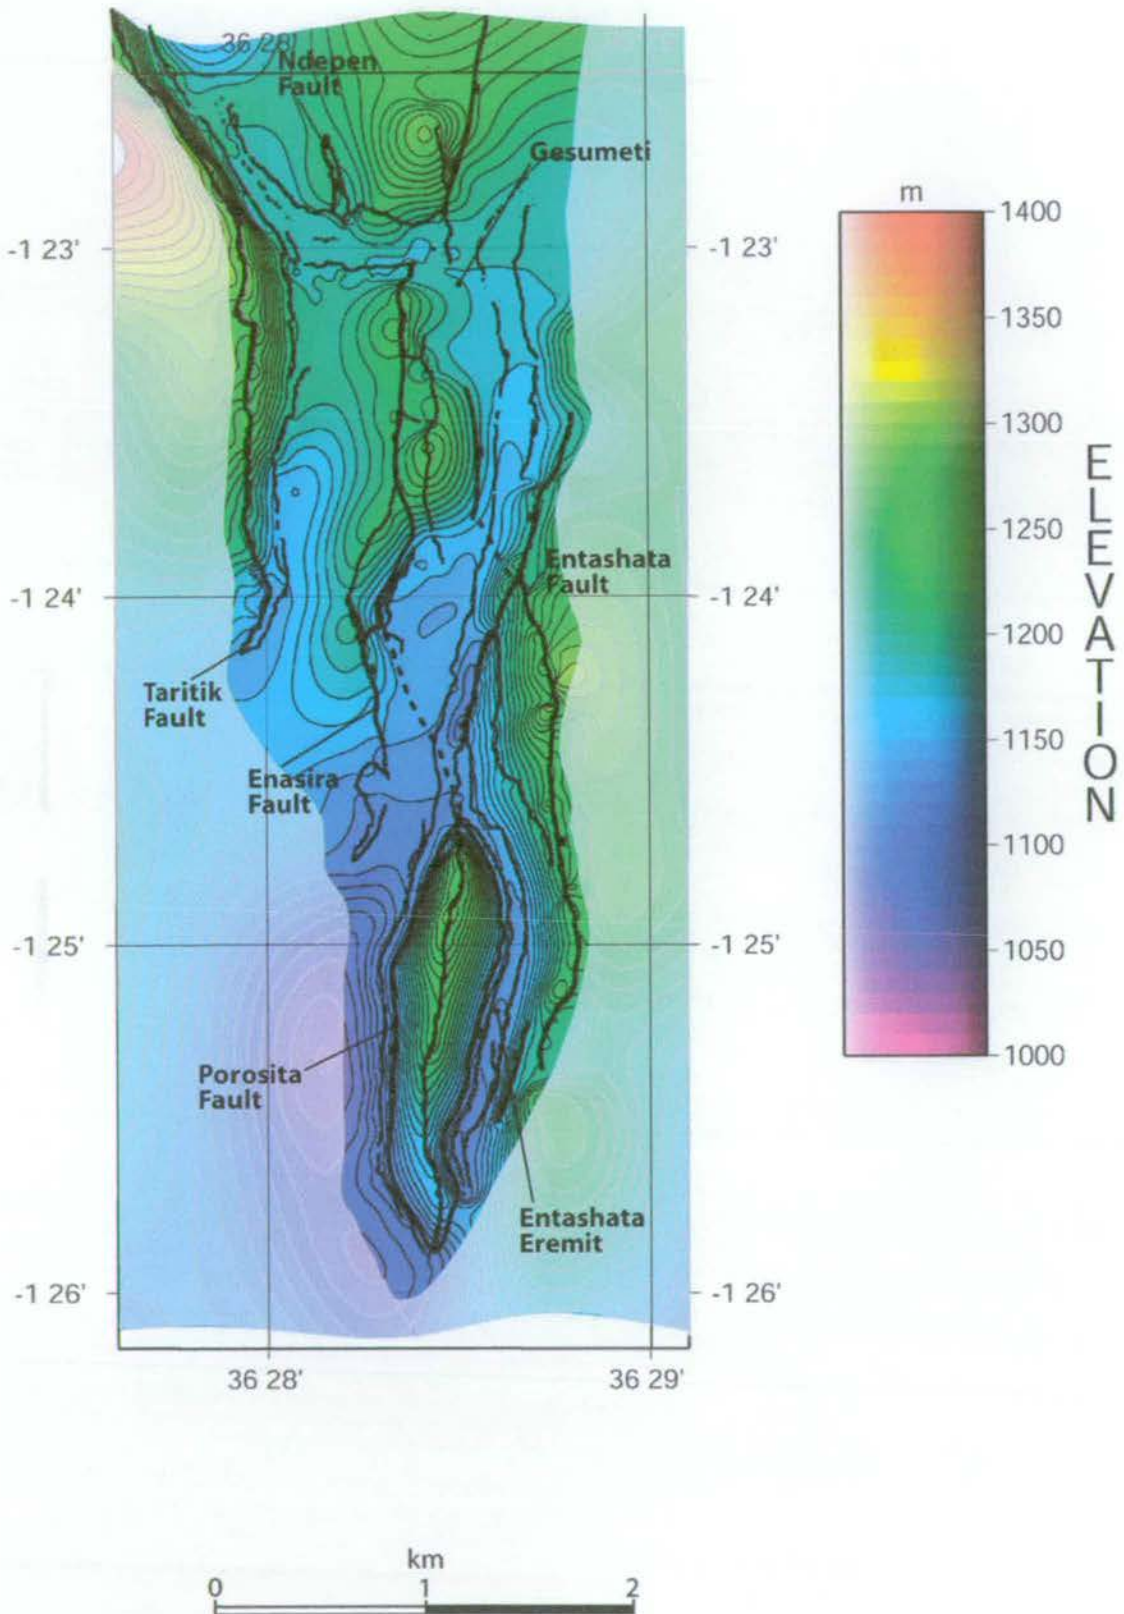 36 28'
Ndepen
Fault
Gesumeti
-1 23'
-1 23'
Entashata
Fault
-1 24'
-1 24'
Taritik
Fault
Enasira
Fault
-1 25'
-1 25'
Porosita
Fault
Entashata
Eremit
-1 26'
-1 26'
36 28'
36 29'
m
1400
1350
1300
1250
1200
1150
1100
1050
1000
ELEVATION
km
0 1 2